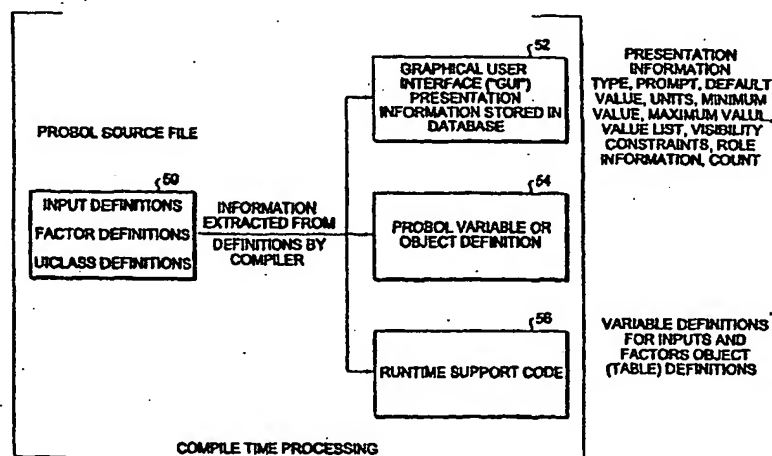 52
GRAPHICAL USER
INTERFACE ("GUI")
PRESENTATION
INFORMATION STORED IN
DATABASE
PRESENTATION
INFORMATION
TYPE, PROMPT, DEFAULT
VALUE, UNITS, MINIMUM
VALUE, MAXIMUM VALUE,
VALUE LIST, VISIBILITY
CONSTRAINTS, ROLE
INFORMATION, COUNT
PROBOL SOURCE FILE
50
INPUT DEFINITIONS
FACTOR DEFINITIONS
UICLASS DEFINITIONS
INFORMATION
EXTRACTED FROM
DEFINITIONS BY
COMPILER
54
PROBOL VARIABLE OR
OBJECT DEFINITION
56
RUNTIME SUPPORT CODE
VARIABLE DEFINITIONS
FOR INPUTS AND
FACTORS OBJECT
(TABLE) DEFINITIONS
COMPILE TIME PROCESSING